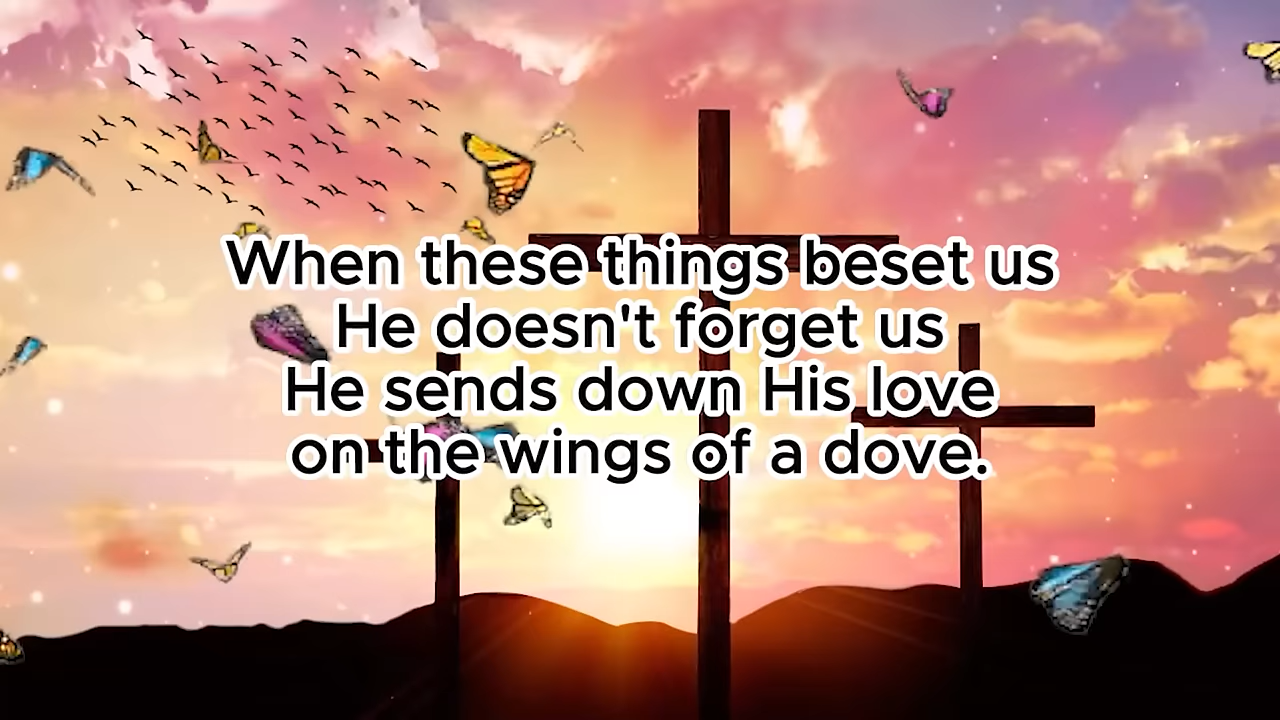 When these things beset us
He doesn't forget us
He sends down His love
on the wings of a dove.